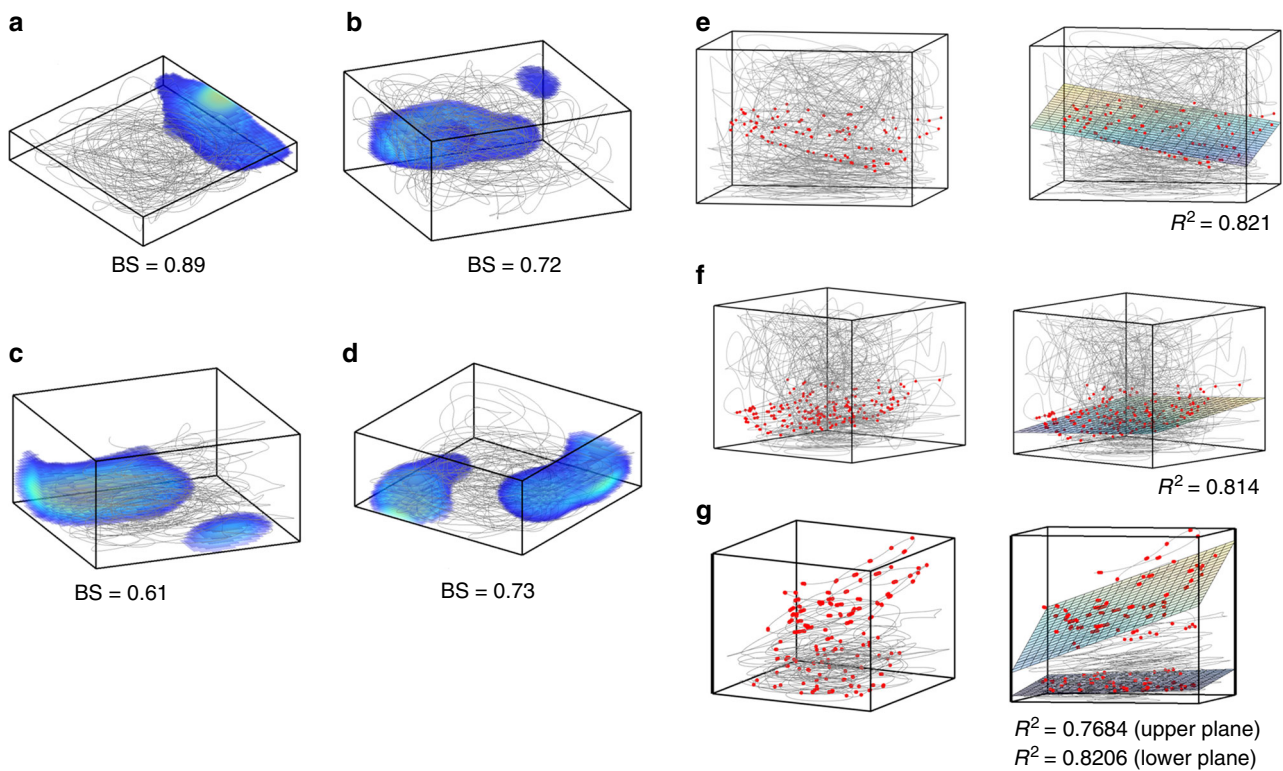 a
BS = 0.89
b
BS = 0.72
c
BS = 0.61
d
BS = 0.73
e
R² = 0.821
f
R² = 0.814
g
R² = 0.7684 (upper plane)
R² = 0.8206 (lower plane)